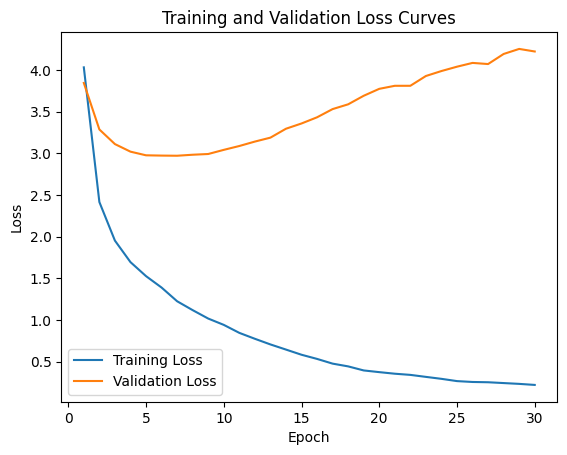 Training and Validation Loss Curves
4.0
3.5
3.0
2.5
2.0
1.5
1.0
0.5
Loss
Training Loss
Validation Loss
0 5 10 15 20 25 30
Epoch